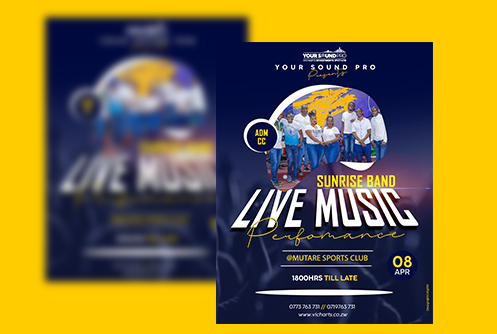 YOUR SOUND PRO
YOUR SOUND PRO
Presents
ADM
CC
SUNRISE BAND
LIVE MUSIC
Perfomance
@MUTARE SPORTS CLUB
1800HRS TILL LATE
08
APR
0773 763 731 // 0719763 731
www.vicharts.co.zw